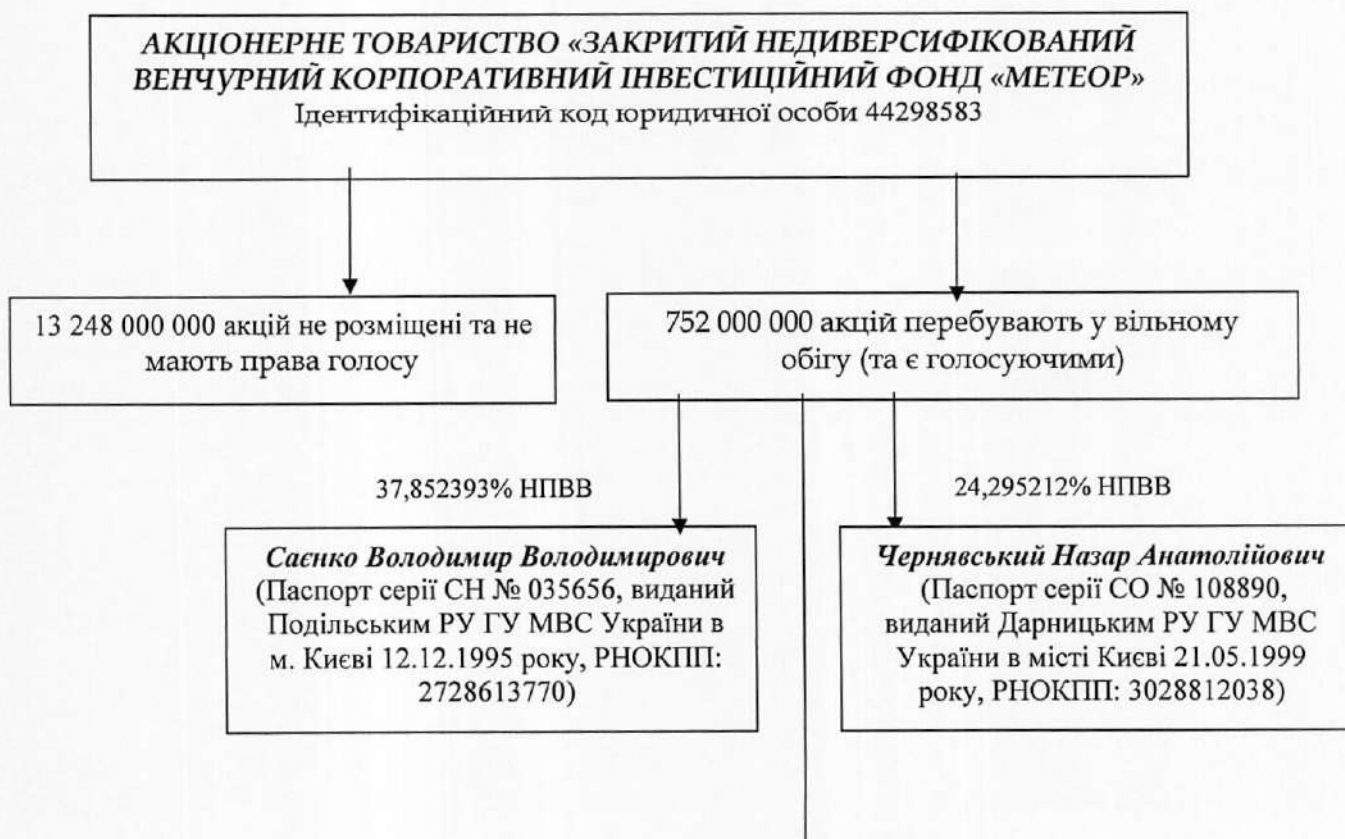 АКЦІОНЕРНЕ ТОВАРИСТВО «ЗАКРИТИЙ НЕДИВЕРСИФІКОВАНИЙ
ВЕНЧУРНИЙ КОРПОРАТИВНИЙ ІНВЕСТИЦІЙНИЙ ФОНД «МЕТЕОР»
Ідентифікаційний код юридичної особи 44298583
13 248 000 000 акцій не розміщені та не
мають права голосу
752 000 000 акцій перебувають у вільному
обігу (та є голосуючими)
37,852393% НПВВ
24,295212% НПВВ
Саєнко Володимир Володимирович
(Паспорт серії СН № 035656, виданий
Подільським РУ ГУ МВС України в
м. Києві 12.12.1995 року, РНОКПП:
2728613770)
Чернявський Назар Анатолійович
(Паспорт серії СО № 108890,
виданий Дарницьким РУ ГУ МВС
України в місті Києві 21.05.1999
року, РНОКПП: 3028812038)